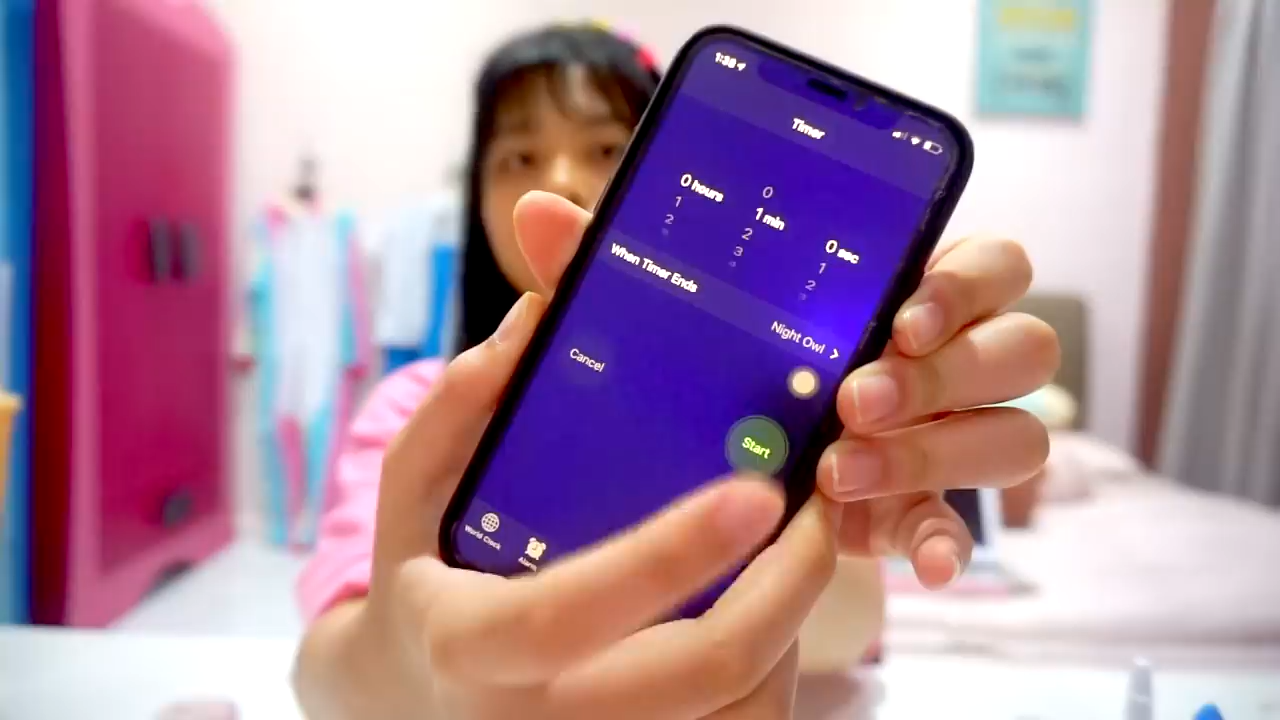 1:38
Timer
0 hours
1
2
0
1 min
2
3
0 sec
1
2
When Timer Ends
Night Owl
Cancel
Start
World Clock
Alarm